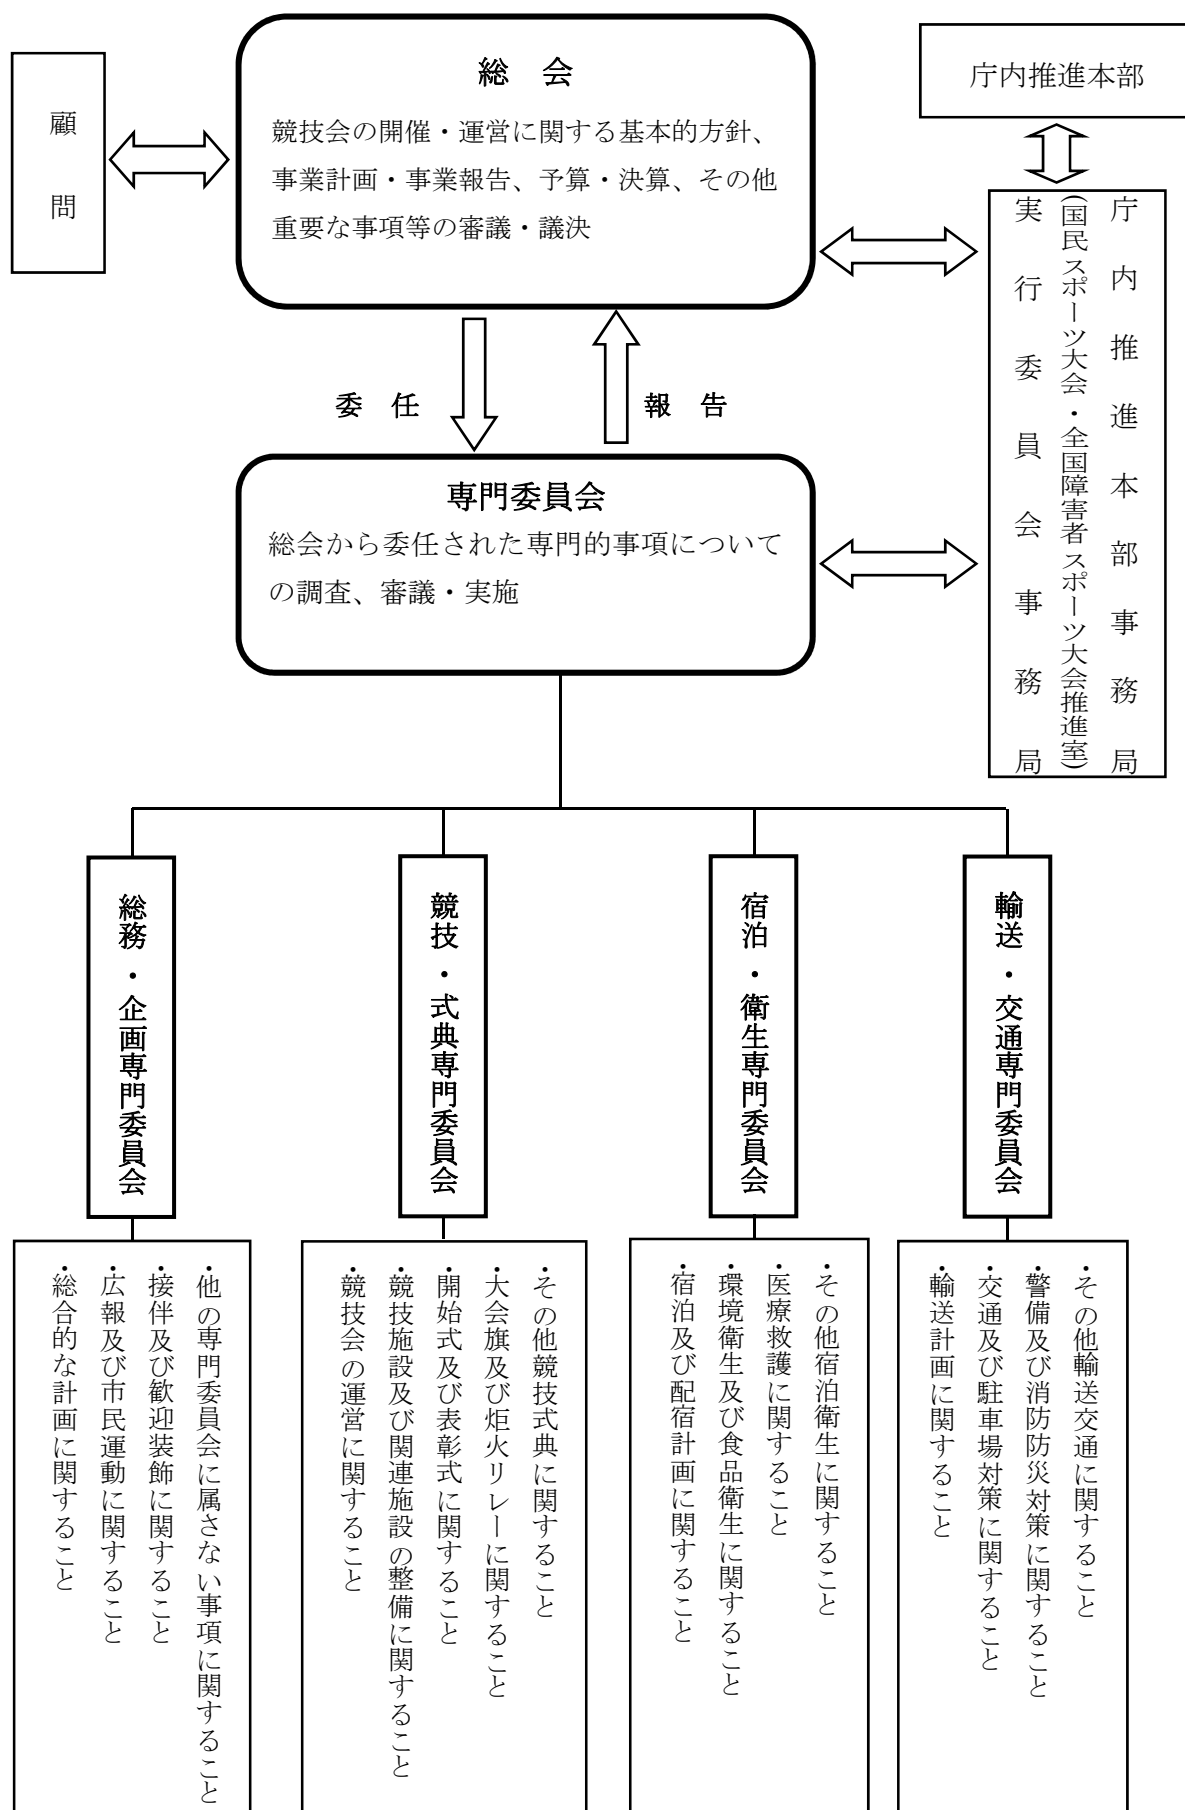 顧問
総会
競技会の開催・運営に関する基本的方針、
事業計画・事業報告、予算・決算、その他
重要な事項等の審議・議決
庁内推進本部
庁内推進本部事務局
(国民スポーツ大会・全国障害者スポーツ大会推進室)
実行委員会事務局
委任
報告
専門委員会
総会から委任された専門的事項について
の調査、審議・実施
総務・企画専門委員会
競技・式典専門委員会
宿泊・衛生専門委員会
輸送・交通専門委員会
・他の専門委員会に属さない事項に関すること
・接伴及び歓迎装飾に関すること
・広報及び市民運動に関すること
・総合的な計画に関すること
・その他競技式典に関すること
・大会旗及び炬火リレーに関すること
・開始式及び表彰式に関すること
・競技施設及び関連施設の整備に関すること
・競技会の運営に関すること
・その他宿泊衛生に関すること
・医療救護に関すること
・環境衛生及び食品衛生に関すること
・宿泊及び配宿計画に関すること
・その他輸送交通に関すること
・警備及び消防防災対策に関すること
・交通及び駐車場対策に関すること
・輸送計画に関すること